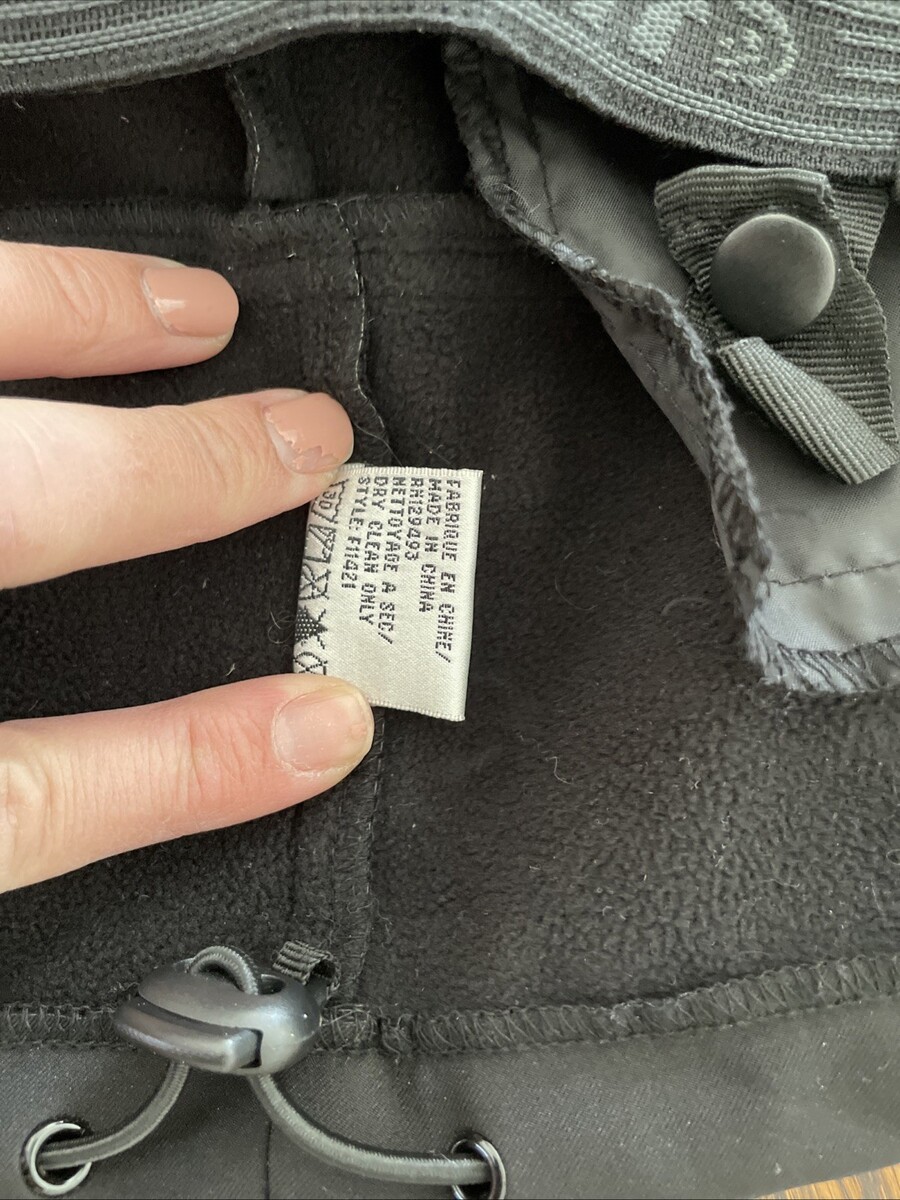 FABRIQUE EN CHINE/
MADE IN CHINA
RN129493
NETTOYAGE A SEC/
DRY CLEAN ONLY
STYLE: F11421